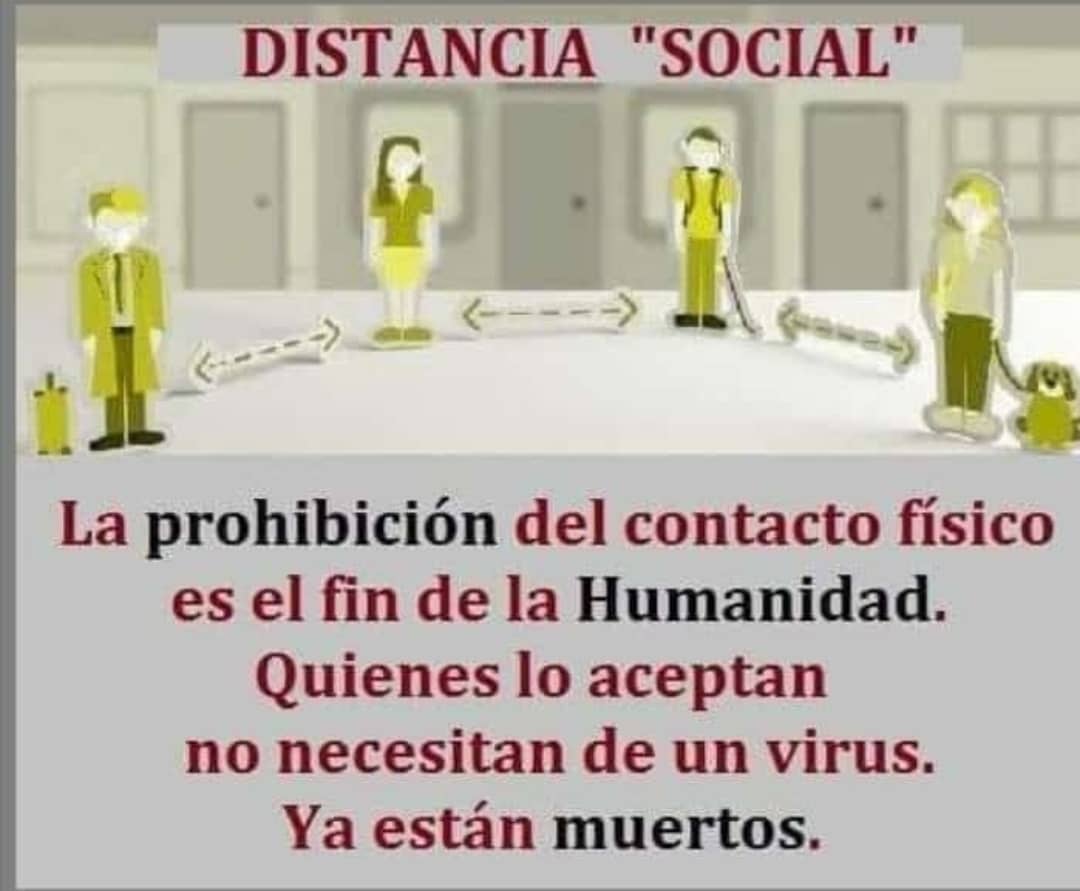 DISTANCIA "SOCIAL"
La prohibición del contacto físico
es el fin de la Humanidad.
Quienes lo aceptan
no necesitan de un virus.
Ya están muertos.